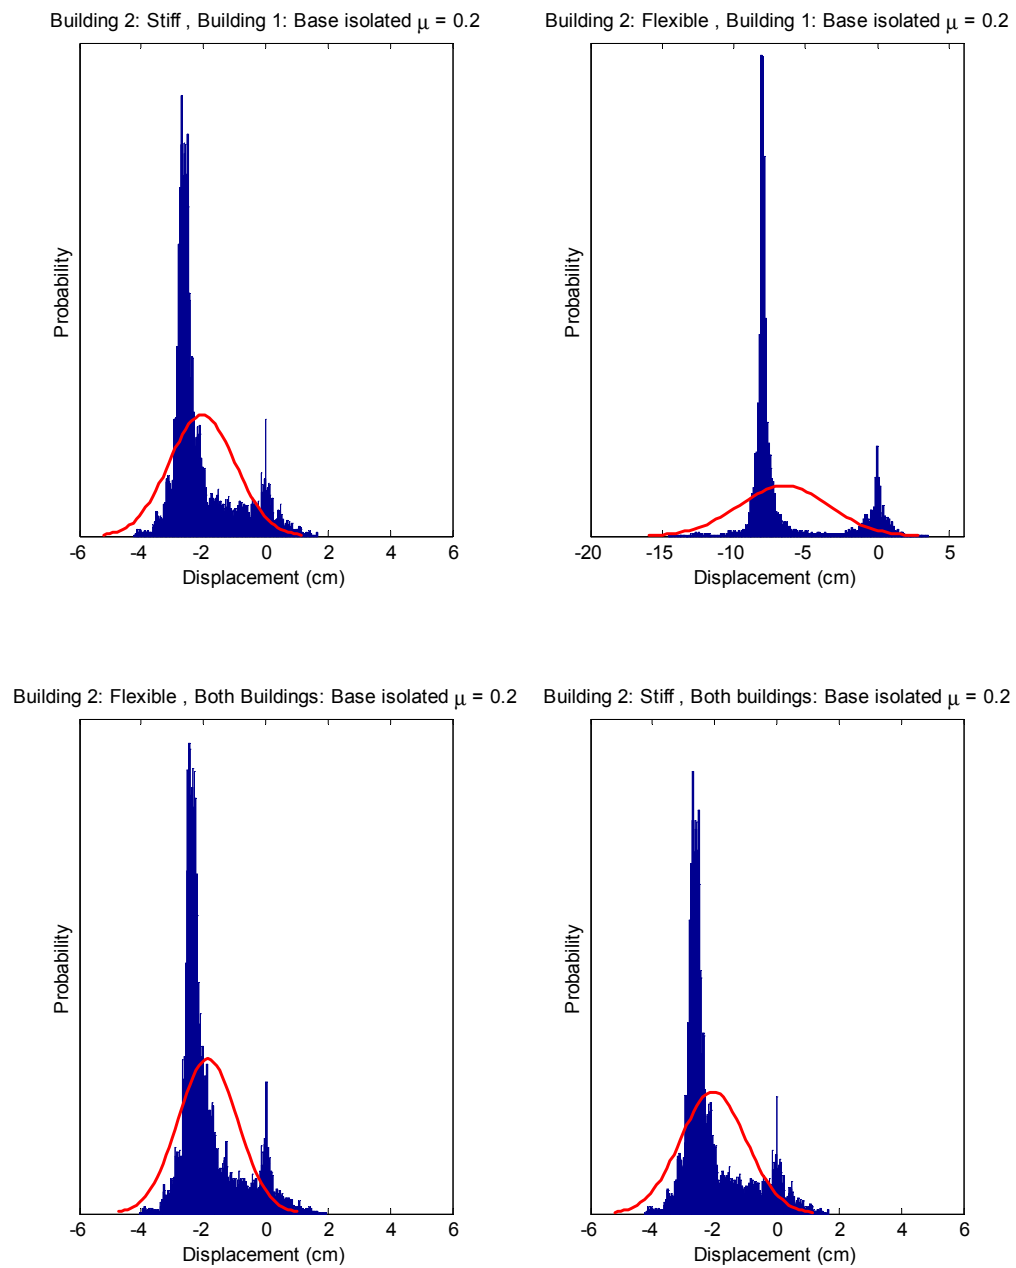 Building 2: Stiff , Building 1: Base isolated μ = 0.2
Building 2: Flexible , Building 1: Base isolated μ = 0.2
Probability
Probability
-6 -4 -2 0 2 4 6
-20 -15 -10 -5 0 5
Displacement (cm)
Displacement (cm)
Building 2: Flexible , Both Buildings: Base isolated μ = 0.2
Building 2: Stiff , Both buildings: Base isolated μ = 0.2
Probability
Probability
-6 -4 -2 0 2 4 6
-6 -4 -2 0 2 4 6
Displacement (cm)
Displacement (cm)